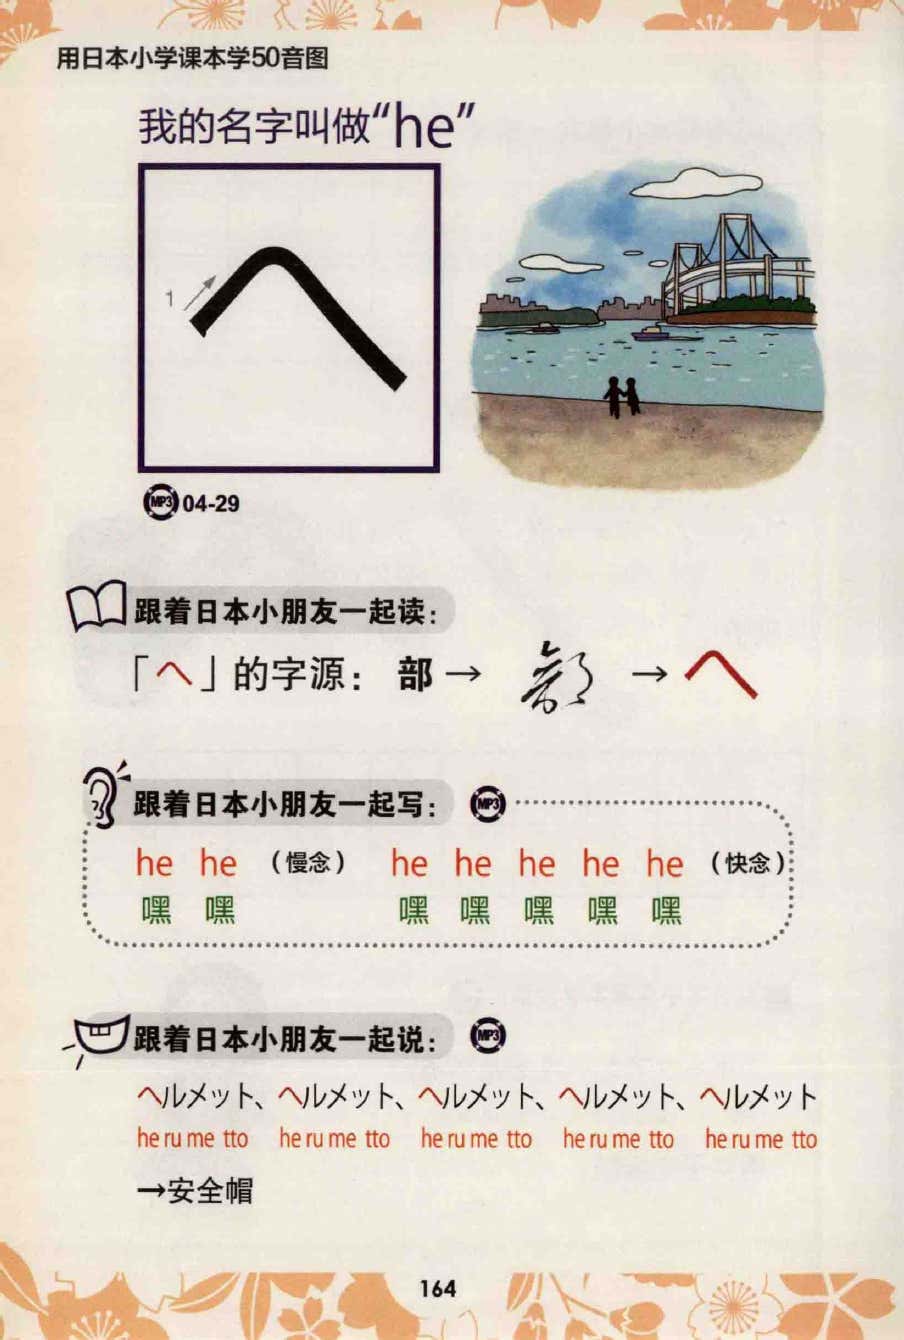 用日本小学课本学50音图
我的名字叫做“he”
ヘ
1
MP3 04-29
跟着日本小朋友一起读：
「ヘ」的字源：部→ →ヘ
跟着日本小朋友一起写： MP3
he he （慢念） he he he he he （快念）
嘿 嘿 嘿 嘿 嘿 嘿 嘿
跟着日本小朋友一起说： MP3
ヘルメット、ヘルメット、ヘルメット、ヘルメット、ヘルメット
he ru me tto he ru me tto he ru me tto he ru me tto he ru me tto
→安全帽
164